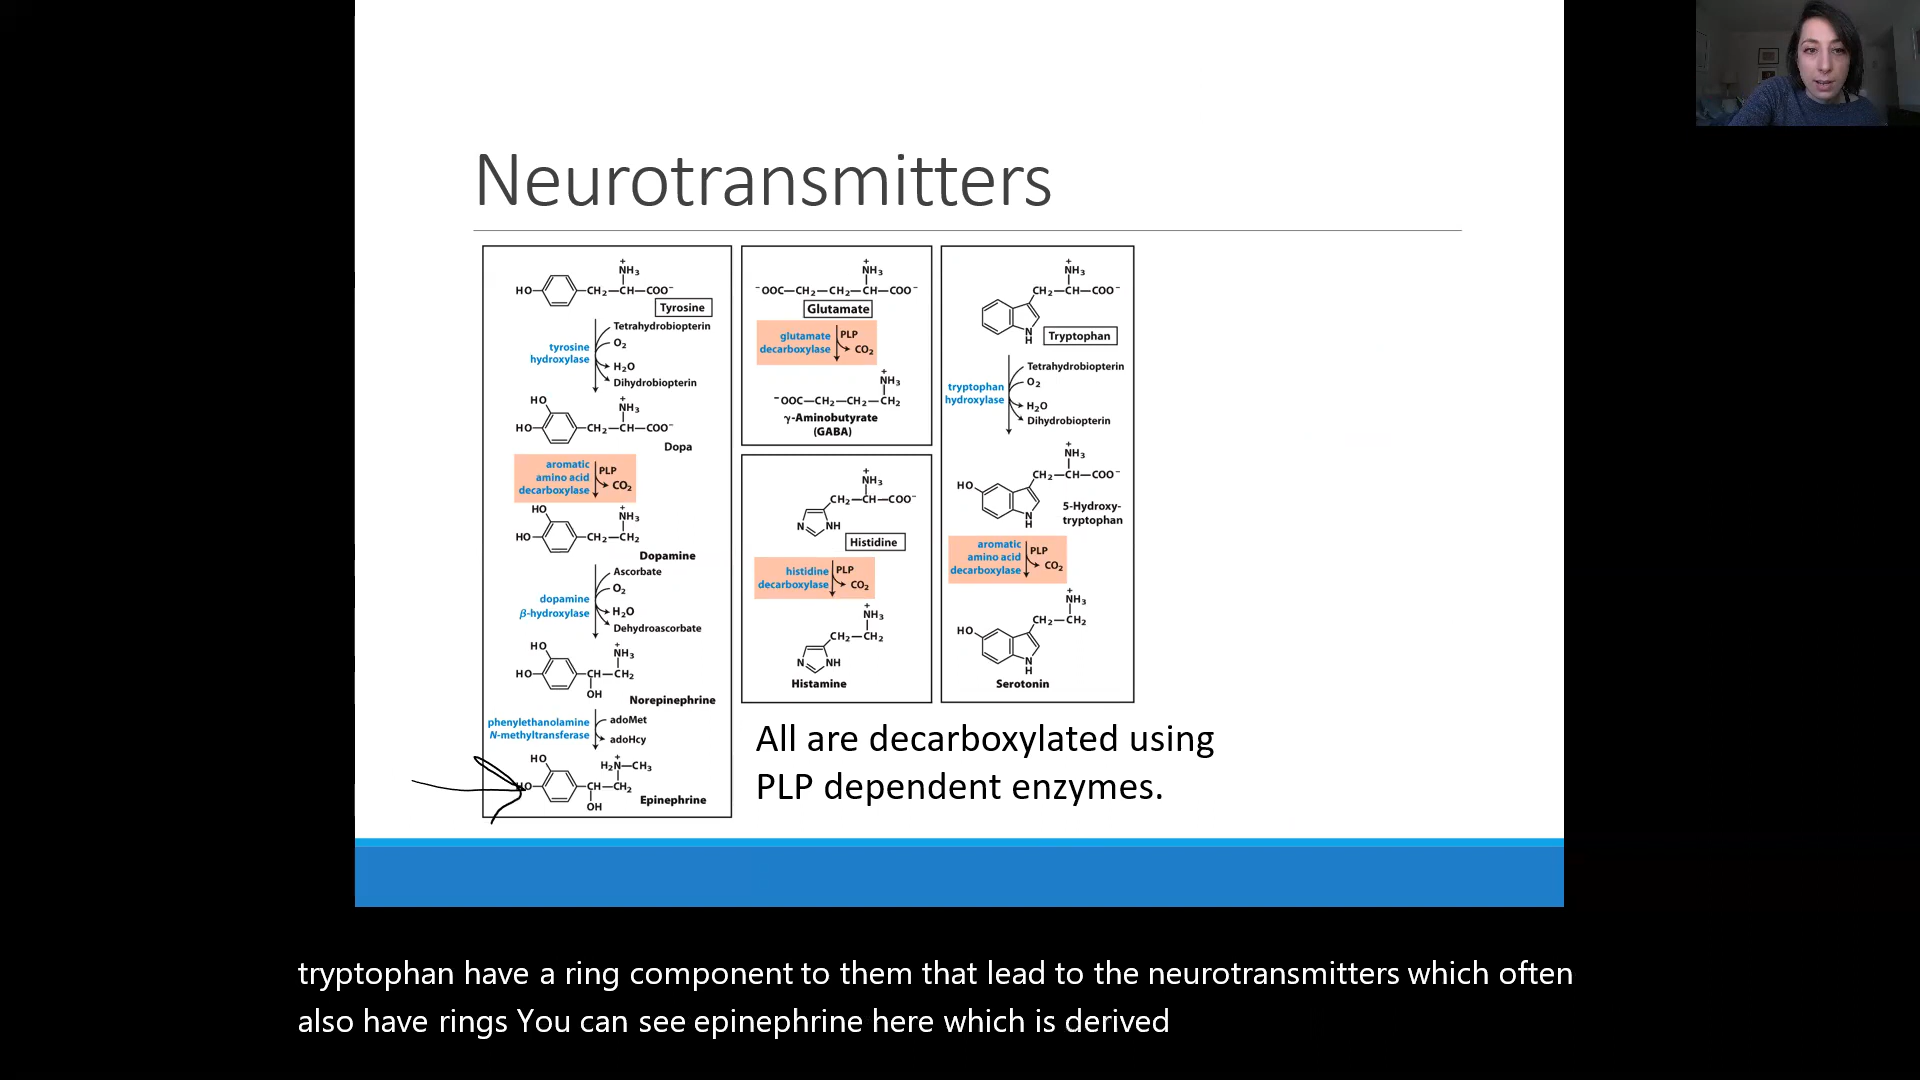 Neurotransmitters
+
NH3
HO
CH2—CH—COO−
Tyrosine
Tetrahydrobiopterin
O2
tyrosine
hydroxylase
H2O
Dihydrobiopterin
HO
+
NH3
HO
CH2—CH—COO−
Dopa
aromatic
amino acid
decarboxylase
PLP
CO2
HO
+
NH3
HO
CH2—CH2
Dopamine
Ascorbate
O2
dopamine
β-hydroxylase
H2O
Dehydroascorbate
HO
+
NH3
HO
CH—CH2
OH
Norepinephrine
phenylethanolamine
N-methyltransferase
adoMet
adoHcy
HO
+
H2N—CH3
HO
CH—CH2
OH
Epinephrine
+
NH3
−OOC—CH2—CH2—CH—COO−
Glutamate
glutamate
decarboxylase
PLP
CO2
+
NH3
−OOC—CH2—CH2—CH2
γ-Aminobutyrate
(GABA)
+
NH3
CH2—CH—COO−
N
NH
Histidine
histidine
decarboxylase
PLP
CO2
+
NH3
CH2—CH2
N
NH
Histamine
+
NH3
CH2—CH—COO−
N
H
Tryptophan
Tetrahydrobiopterin
O2
tryptophan
hydroxylase
H2O
Dihydrobiopterin
+
NH3
CH2—CH—COO−
HO
N
H
5-Hydroxy-
tryptophan
aromatic
amino acid
decarboxylase
PLP
CO2
+
NH3
CH2—CH2
HO
N
H
Serotonin
All are decarboxylated using
PLP dependent enzymes.
tryptophan have a ring component to them that lead to the neurotransmitters which often
also have rings You can see epinephrine here which is derived